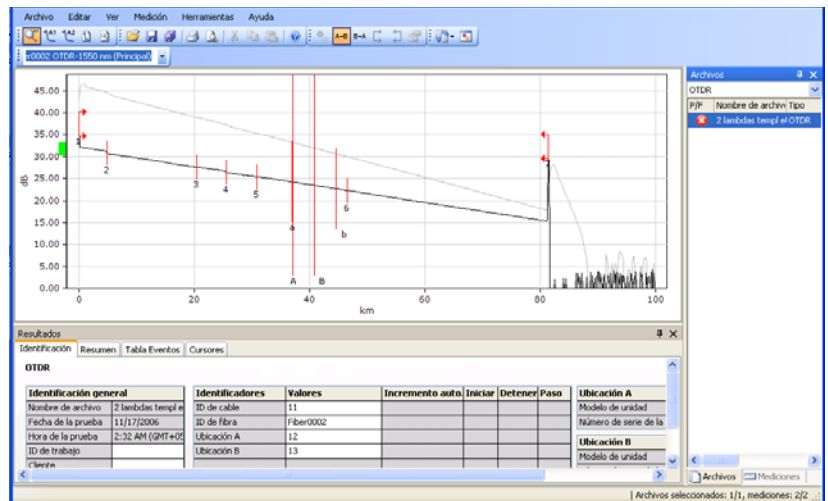 Archivo Editar Ver Medición Herramientas Ayuda
A-B B-A
r0002 OTDR-1550 nm (Principal)
45.00
40.00
35.00
30.00
25.00
20.00
15.00
10.00
5.00
0.00
dB
1 2 3 4 5 6
a b
A B
0 20 40 60 80 100
km
Archivos
OTDR
P/F Nombre de archivo Tipo
2 lambdas templ el OTDR
Archivos Mediciones
Resultados
Identificación Resumen Tabla Eventos Cursores
OTDR
Identificación general
Nombre de archivo 2 lambdas templ e
Fecha de la prueba 11/17/2006
Hora de la prueba 2:32 AM (GMT+05
ID de trabajo
Cliente
Identificadores Valores Incremento auto. Iniciar Detener Paso
ID de cable 11
ID de fibra Fiber0002
Ubicación A 12
Ubicación B 13
Ubicación A
Modelo de unidad
Número de serie de la
Ubicación B
Modelo de unidad
Archivos seleccionados: 1/1, mediciones: 2/2